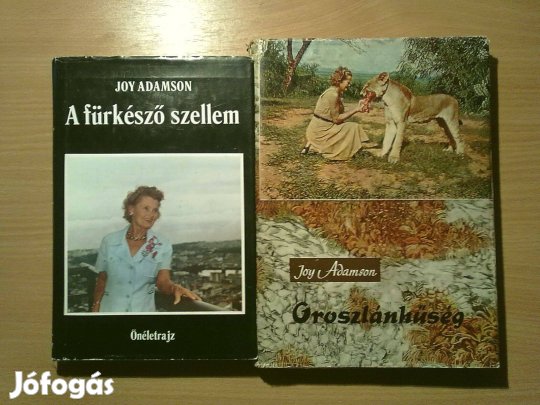 JOY ADAMSON
A fürkésző szellem
Önéletrajz
Joy Adamson
Oroszlánhűség
Jófogás